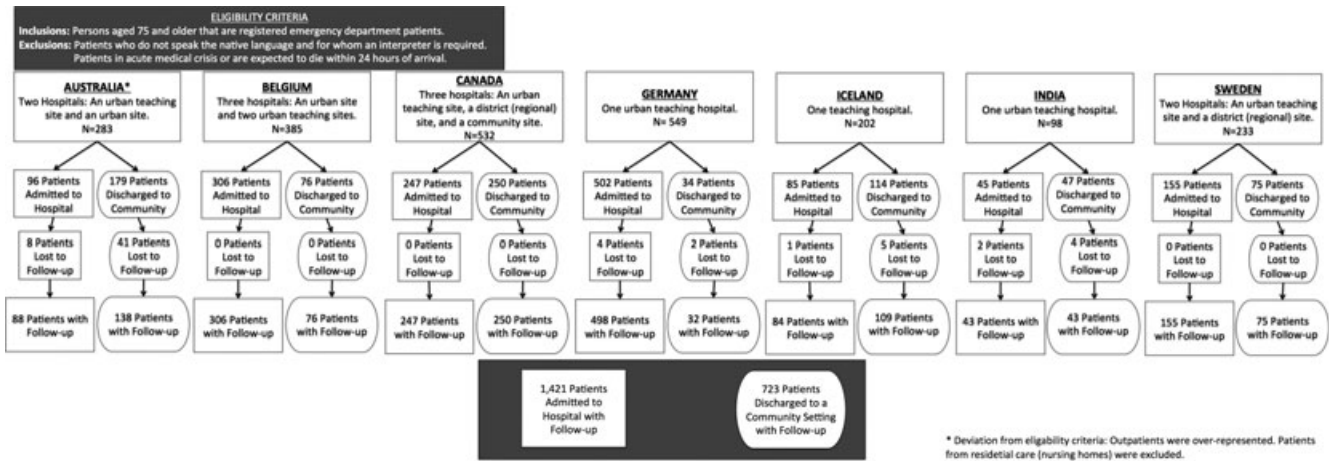 ELIGIBILITY CRITERIA
Inclusions: Persons aged 75 and older that are registered emergency department patients.
Exclusions: Patients who do not speak the native language and for whom an interpreter is required.
Patients in acute medical crisis or are expected to die within 24 hours of arrival.
AUSTRALIA*
Two Hospitals: An urban teaching
site and an urban site.
N=283
BELGIUM
Three hospitals: An urban site
and two urban teaching sites.
N=385
CANADA
Three hospitals: An urban
teaching site, a district (regional)
site, and a community site.
N=532
GERMANY
One urban teaching hospital.
N= 549
ICELAND
One teaching hospital.
N=202
INDIA
One urban teaching hospital.
N=98
SWEDEN
Two Hospitals: An urban teaching
site and a district (regional) site.
N=233
96 Patients
Admitted to
Hospital
179 Patients
Discharged to
Community
306 Patients
Admitted to
Hospital
76 Patients
Discharged to
Community
247 Patients
Admitted to
Hospital
250 Patients
Discharged to
Community
502 Patients
Admitted to
Hospital
34 Patients
Discharged to
Community
85 Patients
Admitted to
Hospital
114 Patients
Discharged to
Community
45 Patients
Admitted to
Hospital
47 Patients
Discharged to
Community
155 Patients
Admitted to
Hospital
75 Patients
Discharged to
Community
8 Patients
Lost to
Follow-up
41 Patients
Lost to
Follow-up
0 Patients
Lost to
Follow-up
0 Patients
Lost to
Follow-up
0 Patients
Lost to
Follow-up
0 Patients
Lost to
Follow-up
4 Patients
Lost to
Follow-up
2 Patients
Lost to
Follow-up
1 Patients
Lost to
Follow-up
5 Patients
Lost to
Follow-up
2 Patients
Lost to
Follow-up
4 Patients
Lost to
Follow-up
0 Patients
Lost to
Follow-up
0 Patients
Lost to
Follow-up
88 Patients with
Follow-up
138 Patients
with Follow-up
306 Patients
with Follow-up
76 Patients
with Follow-up
247 Patients
with Follow-up
250 Patients
with Follow-up
498 Patients
with Follow-up
32 Patients
with Follow-up
84 Patients with
Follow-up
109 Patients
with Follow-up
43 Patients with
Follow-up
43 Patients
with Follow-up
155 Patients
with Follow-up
75 Patients
with Follow-up
1,421 Patients
Admitted to
Hospital with
Follow-up
723 Patients
Discharged to a
Community Setting
with Follow-up
* Deviation from eligability criteria: Outpatients were over-represented. Patients
from residetial care (nursing homes) were excluded.